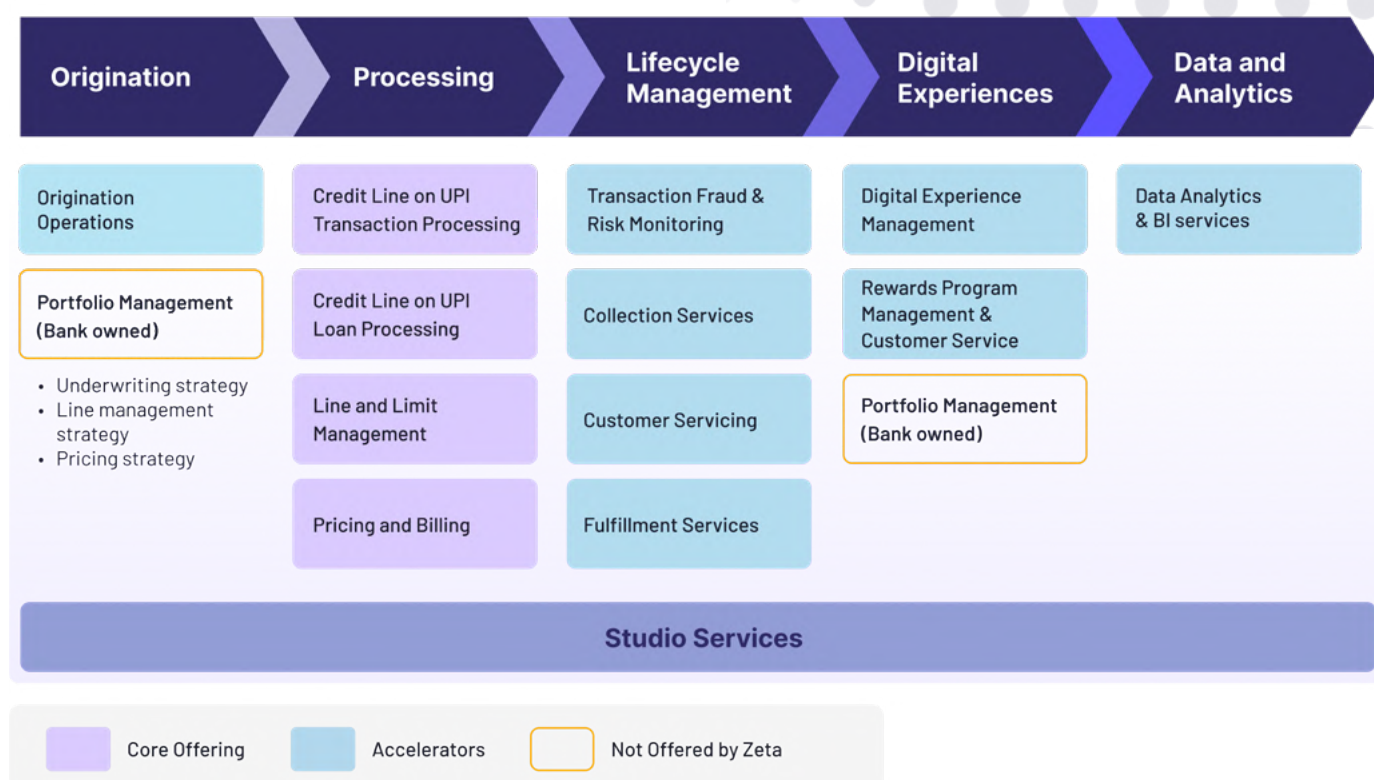 Origination
Processing
Lifecycle
Management
Digital
Experiences
Data and
Analytics
Origination
Operations
Portfolio Management
(Bank owned)
• Underwriting strategy
• Line management
strategy
• Pricing strategy
Credit Line on UPI
Transaction Processing
Credit Line on UPI
Loan Processing
Line and Limit
Management
Pricing and Billing
Transaction Fraud &
Risk Monitoring
Collection Services
Customer Servicing
Fulfillment Services
Digital Experience
Management
Rewards Program
Management &
Customer Service
Portfolio Management
(Bank owned)
Data Analytics
& BI services
Studio Services
Core Offering
Accelerators
Not Offered by Zeta